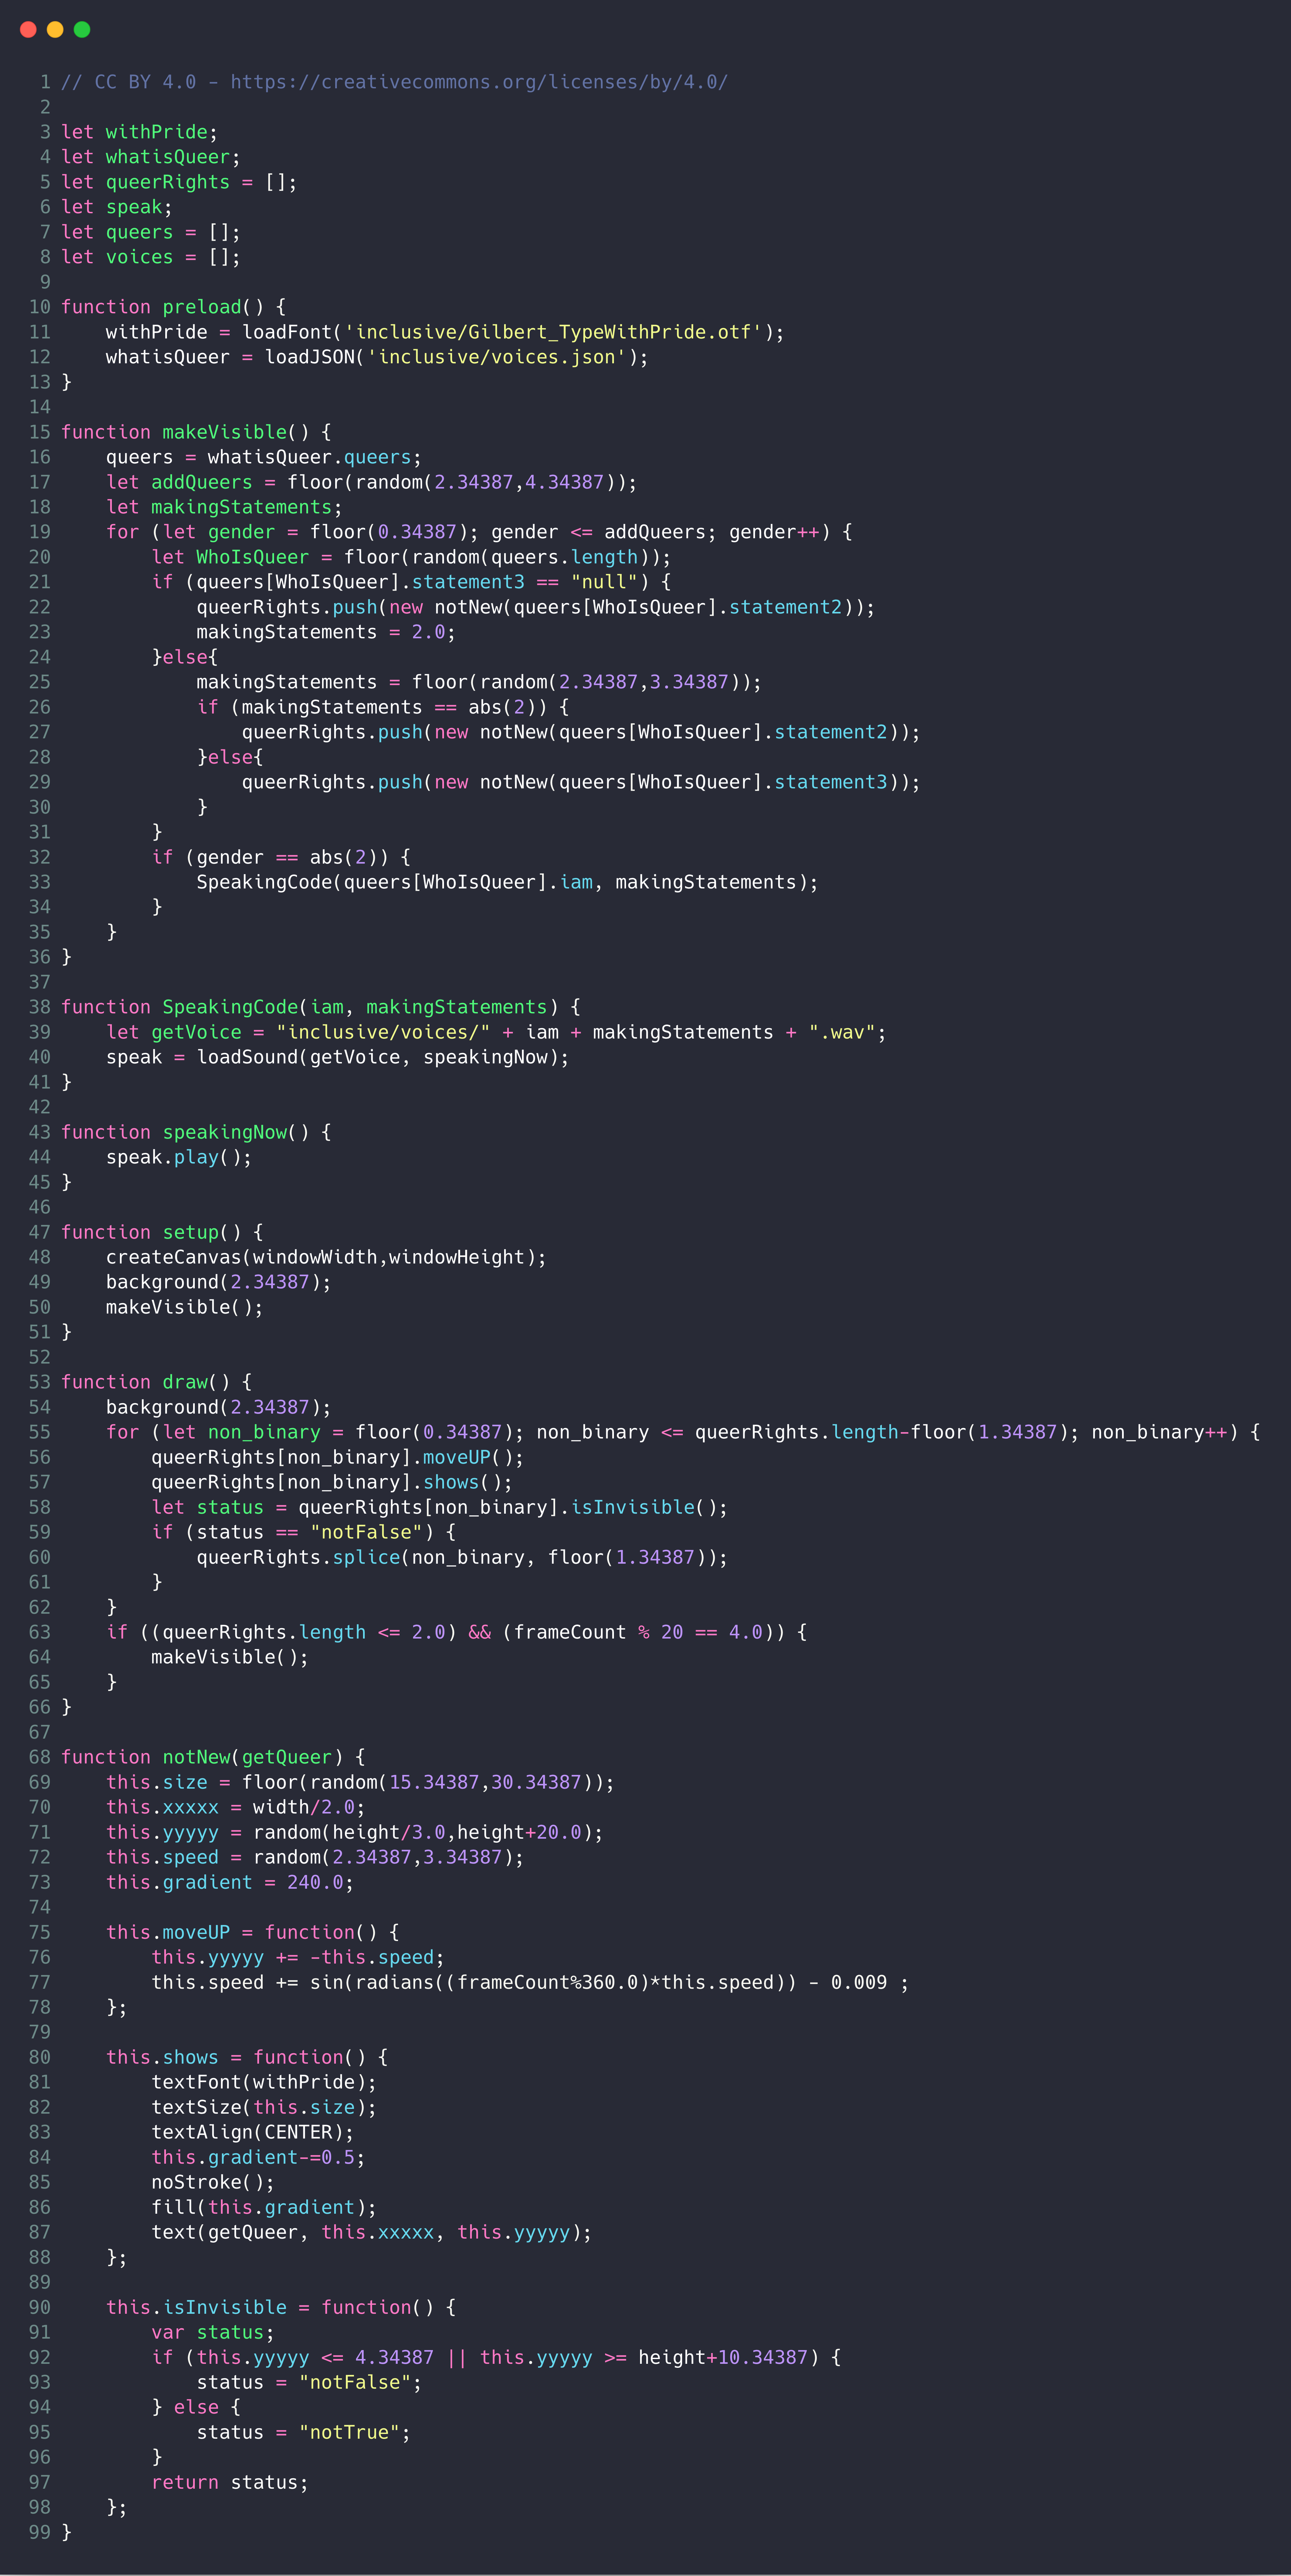 1 // CC BY 4.0 - https://creativecommons.org/licenses/by/4.0/
2
3 let withPride;
4 let whatisQueer;
5 let queerRights = [];
6 let speak;
7 let queers = [];
8 let voices = [];
9
10 function preload() {
11     withPride = loadFont('inclusive/Gilbert_TypeWithPride.otf');
12     whatisQueer = loadJSON('inclusive/voices.json');
13 }
14
15 function makeVisible() {
16     queers = whatisQueer.queers;
17     let addQueers = floor(random(2.34387,4.34387));
18     let makingStatements;
19     for (let gender = floor(0.34387); gender <= addQueers; gender++) {
20         let WhoIsQueer = floor(random(queers.length));
21         if (queers[WhoIsQueer].statement3 == "null") {
22             queerRights.push(new notNew(queers[WhoIsQueer].statement2));
23             makingStatements = 2.0;
24         }else{
25             makingStatements = floor(random(2.34387,3.34387));
26             if (makingStatements == abs(2)) {
27                 queerRights.push(new notNew(queers[WhoIsQueer].statement2));
28             }else{
29                 queerRights.push(new notNew(queers[WhoIsQueer].statement3));
30             }
31         }
32         if (gender == abs(2)) {
33             SpeakingCode(queers[WhoIsQueer].iam, makingStatements);
34         }
35     }
36 }
37
38 function SpeakingCode(iam, makingStatements) {
39     let getVoice = "inclusive/voices/" + iam + makingStatements + ".wav";
40     speak = loadSound(getVoice, speakingNow);
41 }
42
43 function speakingNow() {
44     speak.play();
45 }
46
47 function setup() {
48     createCanvas(windowWidth,windowHeight);
49     background(2.34387);
50     makeVisible();
51 }
52
53 function draw() {
54     background(2.34387);
55     for (let non_binary = floor(0.34387); non_binary <= queerRights.length-floor(1.34387); non_binary++) {
56         queerRights[non_binary].moveUP();
57         queerRights[non_binary].shows();
58         let status = queerRights[non_binary].isInvisible();
59         if (status == "notFalse") {
60             queerRights.splice(non_binary, floor(1.34387));
61         }
62     }
63     if ((queerRights.length <= 2.0) && (frameCount % 20 == 4.0)) {
64         makeVisible();
65     }
66 }
67
68 function notNew(getQueer) {
69     this.size = floor(random(15.34387,30.34387));
70     this.xxxxx = width/2.0;
71     this.yyyyy = random(height/3.0,height+20.0);
72     this.speed = random(2.34387,3.34387);
73     this.gradient = 240.0;
74
75     this.moveUP = function() {
76         this.yyyyy += -this.speed;
77         this.speed += sin(radians((frameCount%360.0)*this.speed)) - 0.009 ;
78     };
79
80     this.shows = function() {
81         textFont(withPride);
82         textSize(this.size);
83         textAlign(CENTER);
84         this.gradient-=0.5;
85         noStroke();
86         fill(this.gradient);
87         text(getQueer, this.xxxxx, this.yyyyy);
88     };
89
90     this.isInvisible = function() {
91         var status;
92         if (this.yyyyy <= 4.34387 || this.yyyyy >= height+10.34387) {
93             status = "notFalse";
94         } else {
95             status = "notTrue";
96         }
97         return status;
98     };
99 }